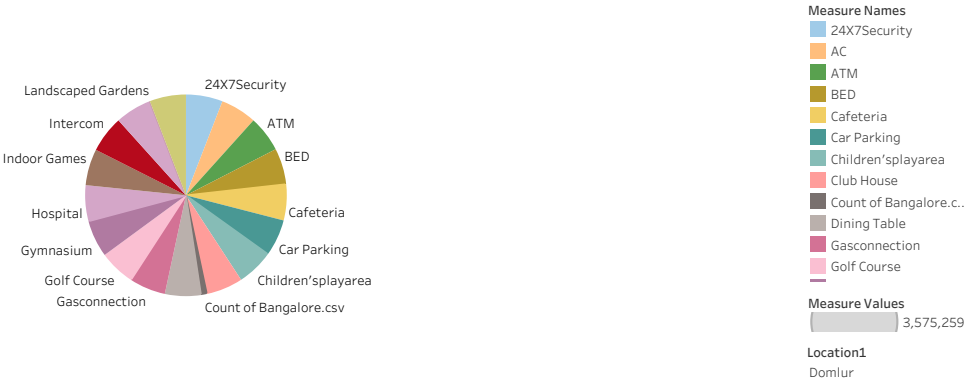 24X7Security
Landscaped Gardens
Intercom
ATM
Indoor Games
BED
Hospital
Cafeteria
Gymnasium
Car Parking
Golf Course
Children'splayarea
Gasconnection
Count of Bangalore.csv
Measure Names
24X7Security
AC
ATM
BED
Cafeteria
Car Parking
Children'splayarea
Club House
Count of Bangalore.c..
Dining Table
Gasconnection
Golf Course
Measure Values
3,575,259
Location1
Domlur